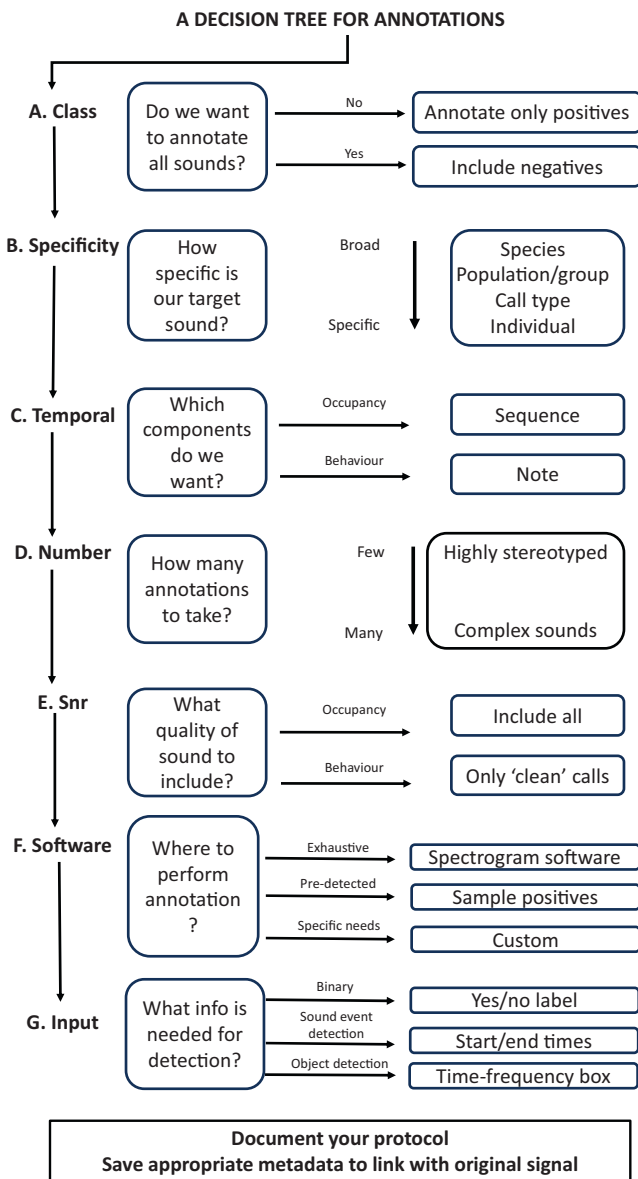 A DECISION TREE FOR ANNOTATIONS
A. Class
Do we want
to annotate
all sounds?
No
Annotate only positives
Yes
Include negatives
B. Specificity
How
specific is
our target
sound?
Broad
Specific
Species
Population/group
Call type
Individual
C. Temporal
Which
components
do we
want?
Occupancy
Sequence
Behaviour
Note
D. Number
How many
annotations
to take?
Few
Many
Highly stereotyped
Complex sounds
E. Snr
What
quality of
sound to
include?
Occupancy
Include all
Behaviour
Only ‘clean’ calls
F. Software
Where to
perform
annotation
?
Exhaustive
Spectrogram software
Pre-detected
Sample positives
Specific needs
Custom
G. Input
What info is
needed for
detection?
Binary
Yes/no label
Sound event
detection
Start/end times
Object detection
Time-frequency box
Document your protocol
Save appropriate metadata to link with original signal